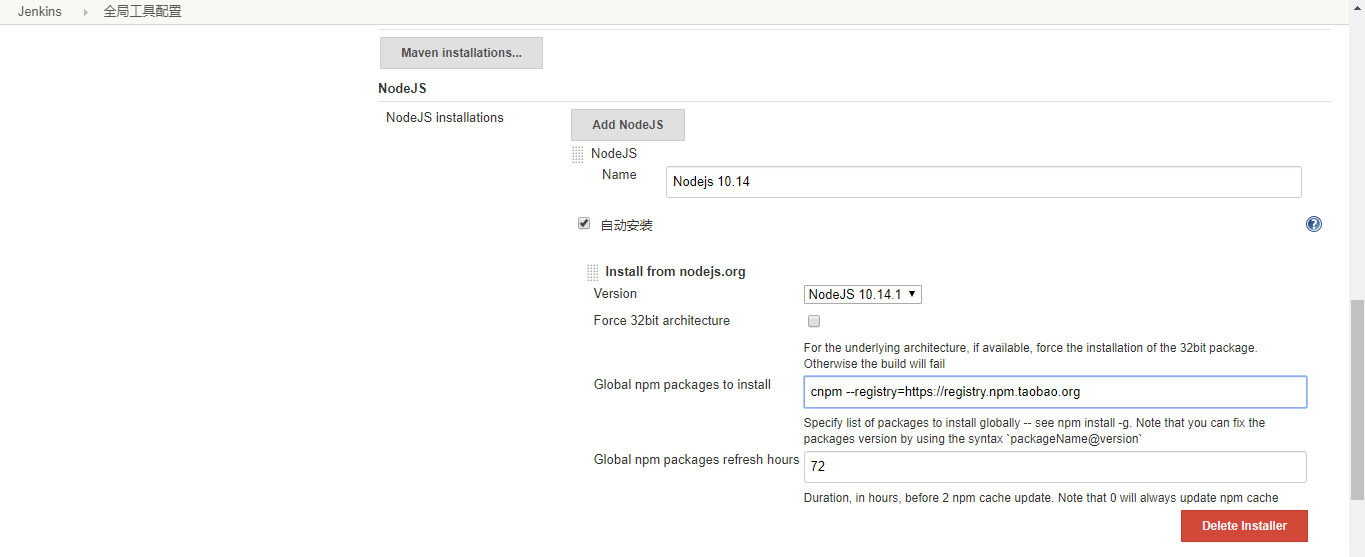 Jenkins 全局工具配置
Maven installations...
NodeJS
NodeJS installations
Add NodeJS
NodeJS
Name
Nodejs 10.14
自动安装
Install from nodejs.org
Version
NodeJS 10.14.1
Force 32bit architecture
For the underlying architecture, if available, force the installation of the 32bit package.
Otherwise the build will fail
Global npm packages to install
cnpm --registry=https://registry.npm.taobao.org
Specify list of packages to install globally -- see npm install -g. Note that you can fix the
packages version by using the syntax `packageName@version`
Global npm packages refresh hours
72
Duration, in hours, before 2 npm cache update. Note that 0 will always update npm cache
Delete Installer